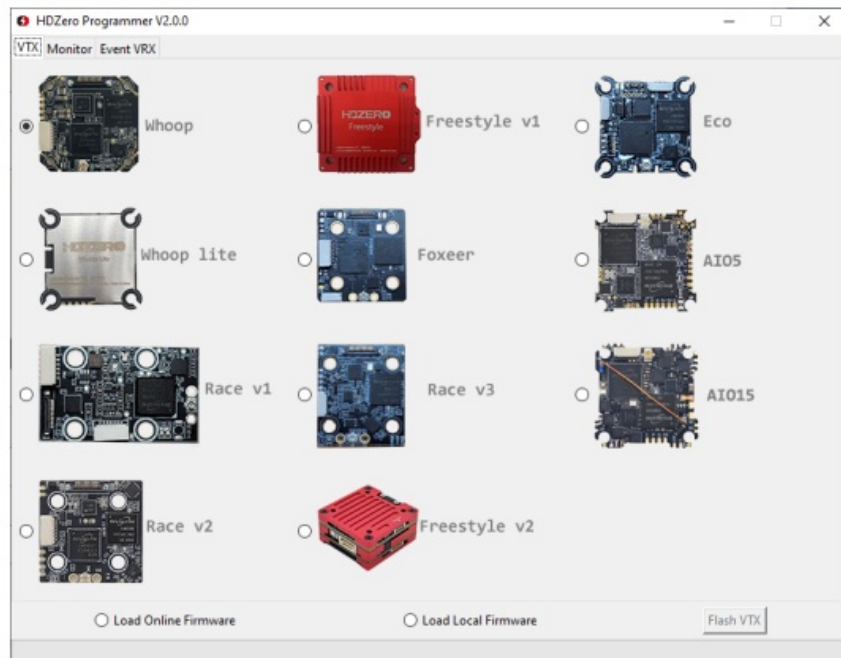 HDZero Programmer V2.0.0
VTX Monitor Event VRX
Whoop
HDZERO
Freestyle
Freestyle v1
Eco
HDZERO
Whoop lite
Foxeer
AIO5
Race v1
Race v3
AIO15
Race v2
Freestyle v2
Load Online Firmware
Load Local Firmware
Flash VTX